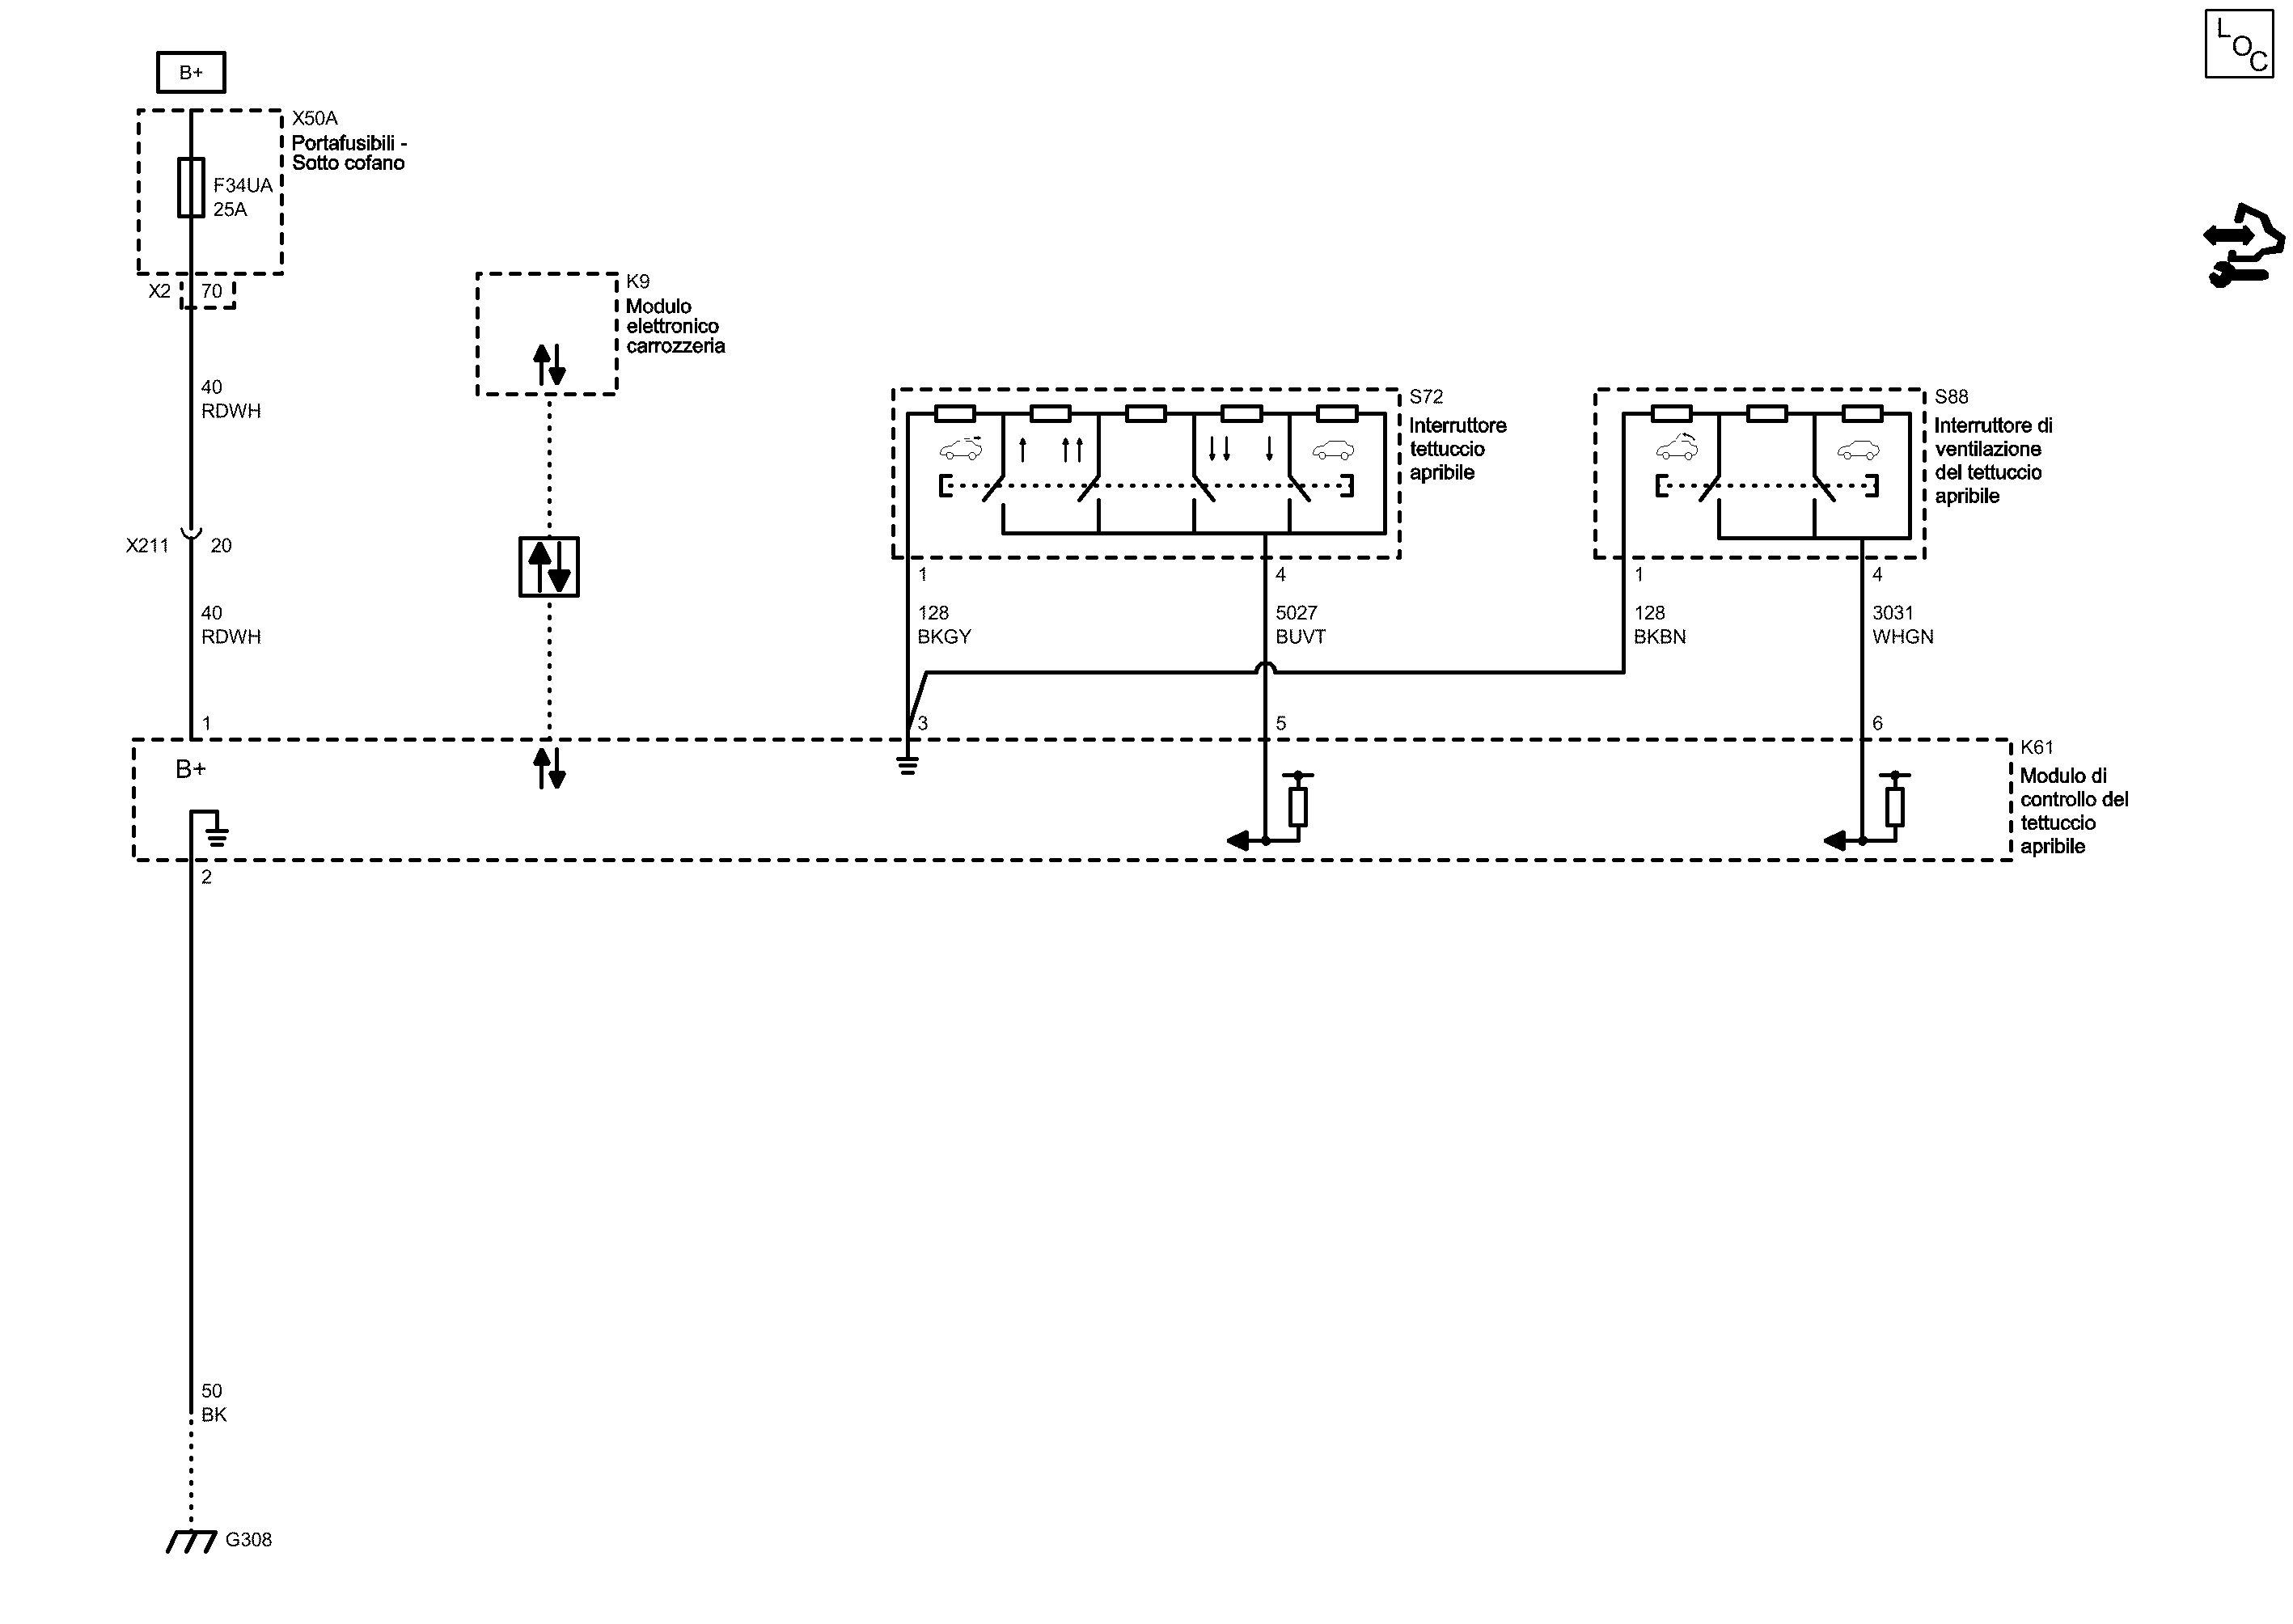 LOC
B+
X50A
Portafusibili -
Sotto cofano
F34UA
25A
X2
70
K9
Modulo
elettronico
carrozzeria
40
RDWH
S72
Interruttore
tettuccio
apribile
S88
Interruttore di
ventilazione
del tettuccio
apribile
X211
20
1
4
1
4
40
RDWH
128
BKGY
5027
BUVT
128
BKBN
3031
WHGN
1
3
5
6
B+
K61
Modulo di
controllo del
tettuccio
apribile
2
50
BK
G308